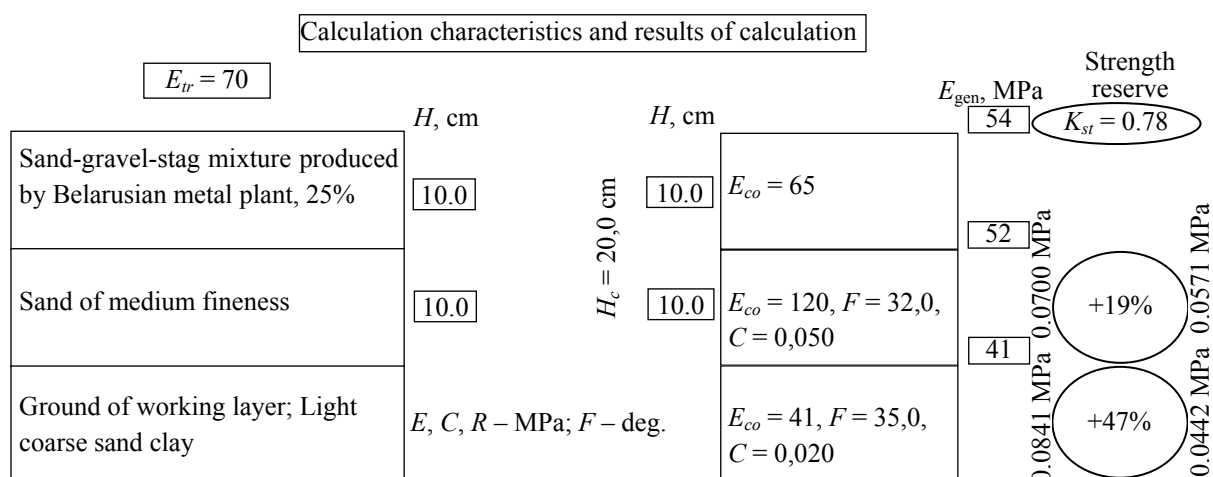 Calculation characteristics and results of calculation
E_tr = 70
H, cm
H, cm
E_gen, MPa
Strength
reserve
54
K_st = 0.78
Sand-gravel-stag mixture produced
by Belarusian metal plant, 25%
10.0
H_c = 20,0 cm
10.0
E_co = 65
52
Sand of medium fineness
10.0
10.0
E_co = 120, F = 32,0,
C = 0,050
0.0700 MPa
+19%
0.0571 MPa
41
Ground of working layer; Light
coarse sand clay
E, C, R – MPa; F – deg.
E_co = 41, F = 35,0,
C = 0,020
0.0841 MPa
+47%
0.0442 MPa